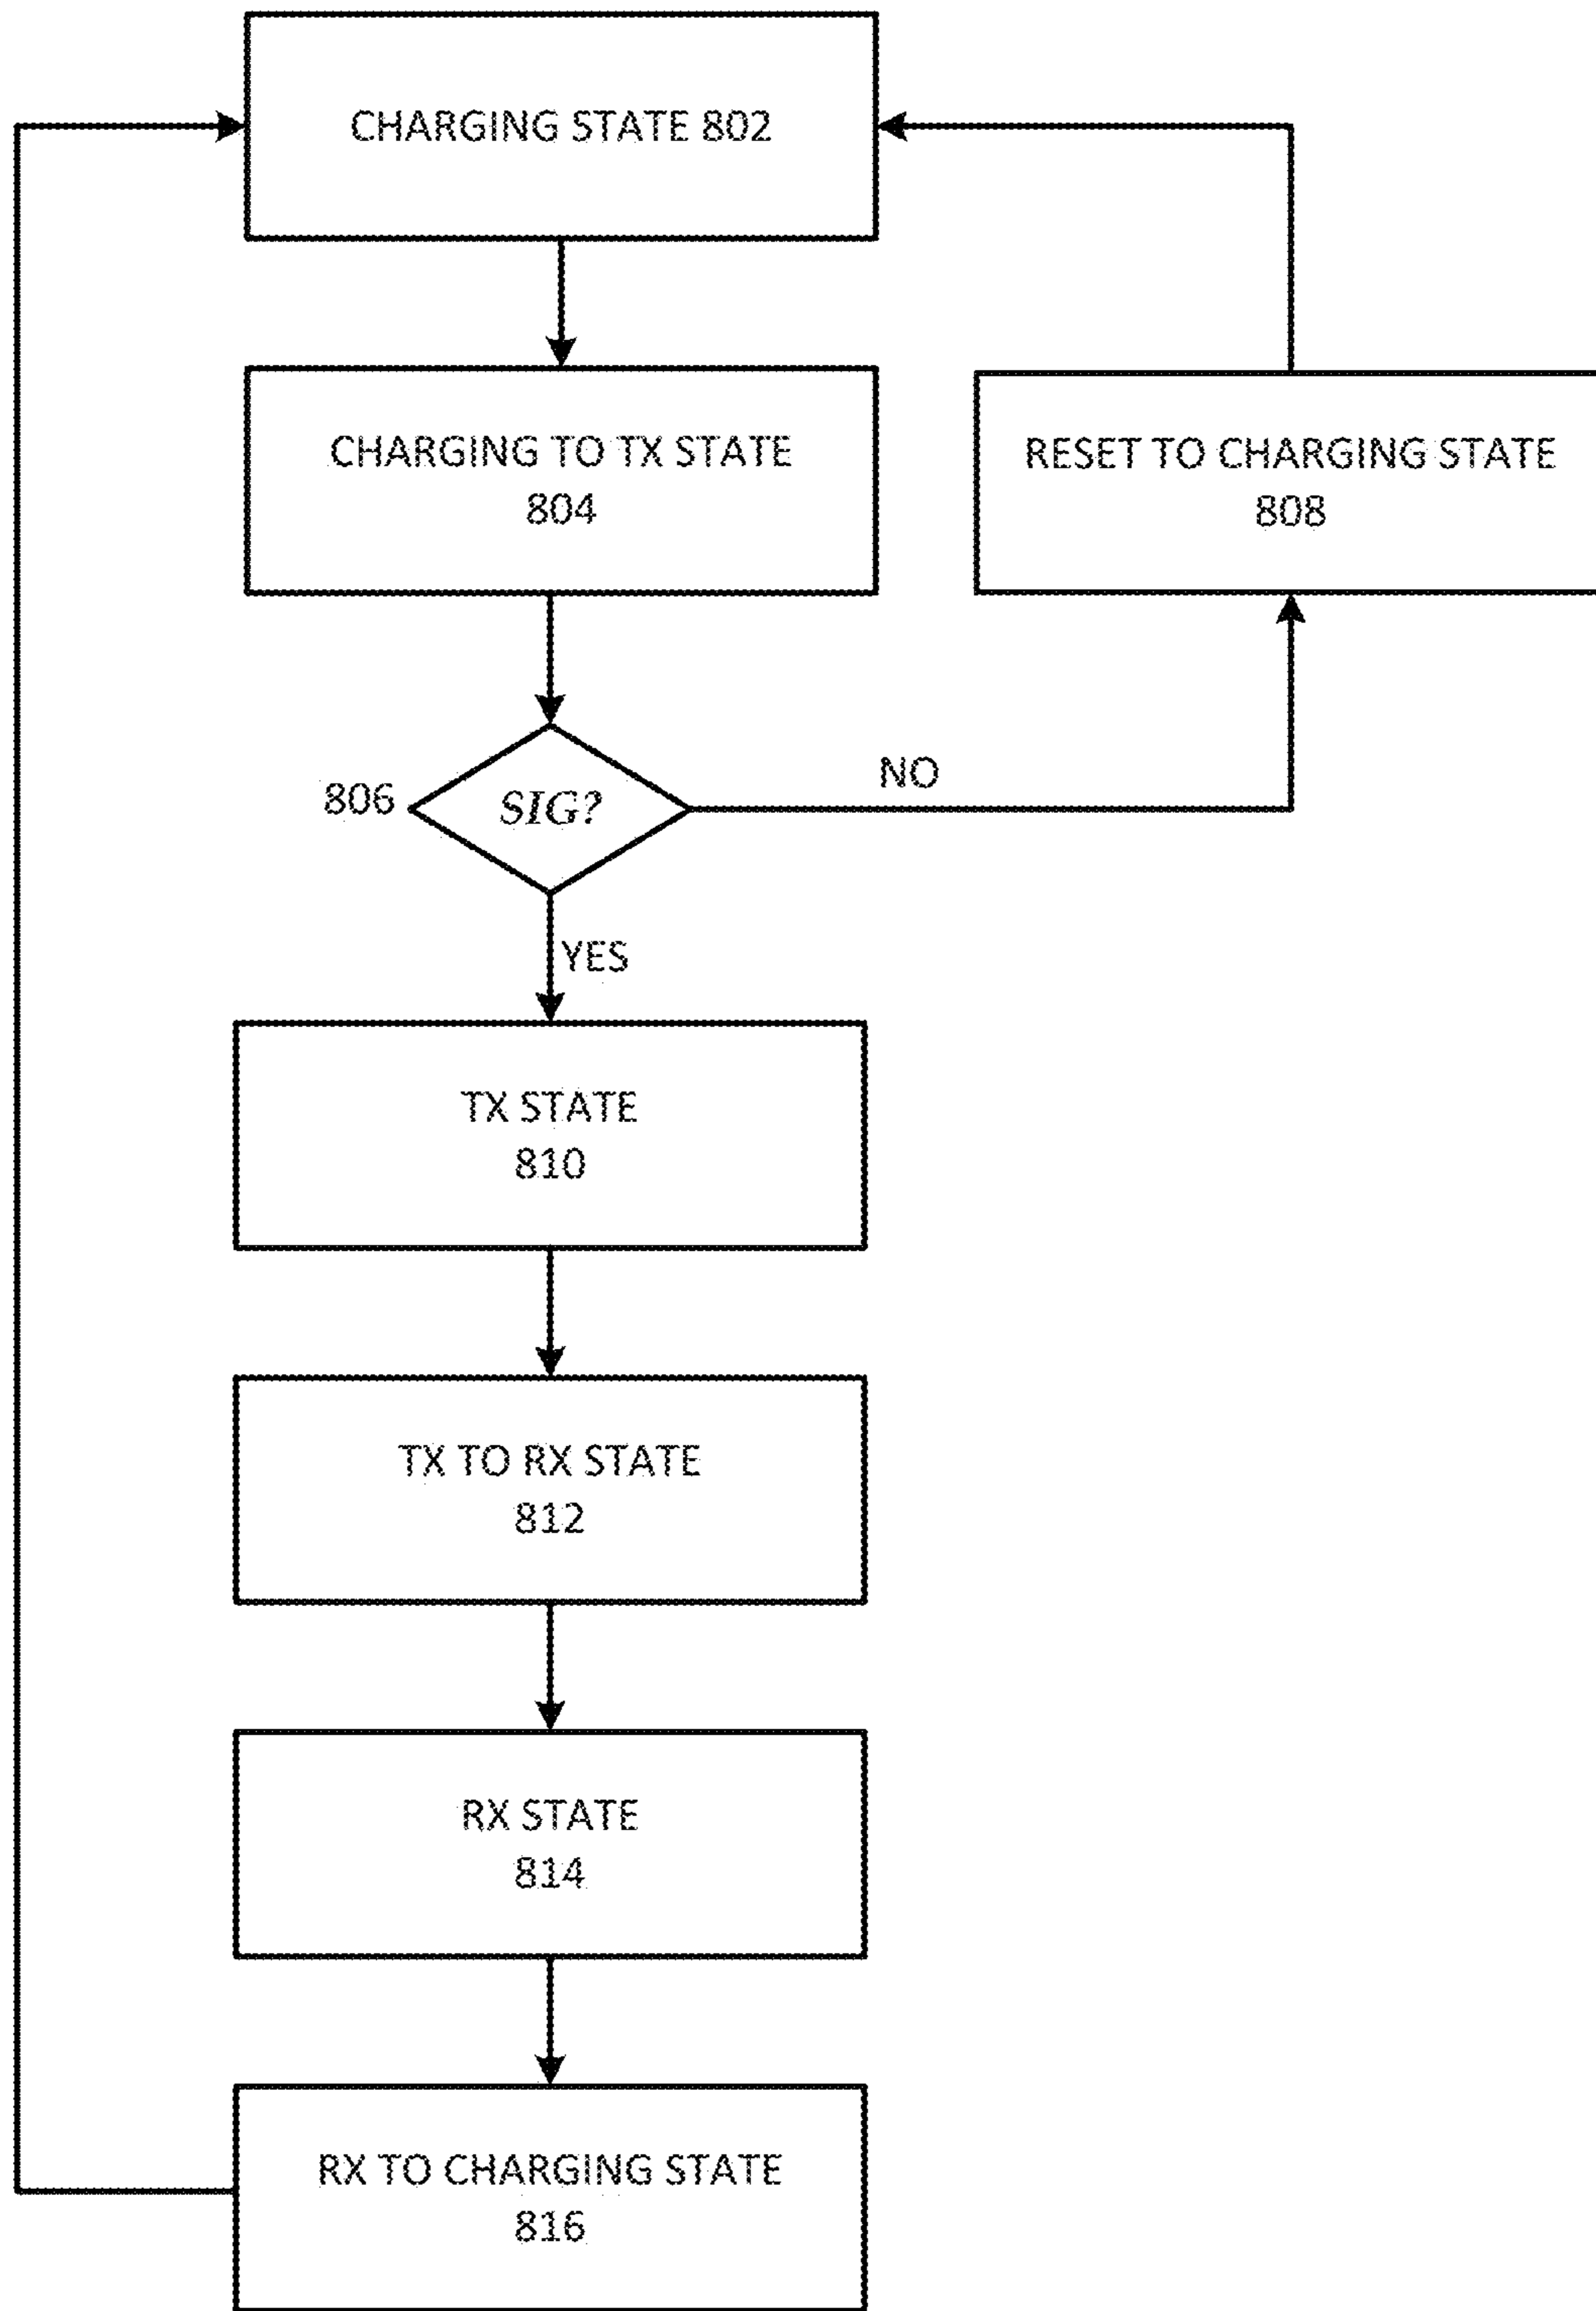 CHARGING STATE 802
CHARGING TO TX STATE
804
RESET TO CHARGING STATE
808
806
SIG?
NO
YES
TX STATE
810
TX TO RX STATE
812
RX STATE
814
RX TO CHARGING STATE
816